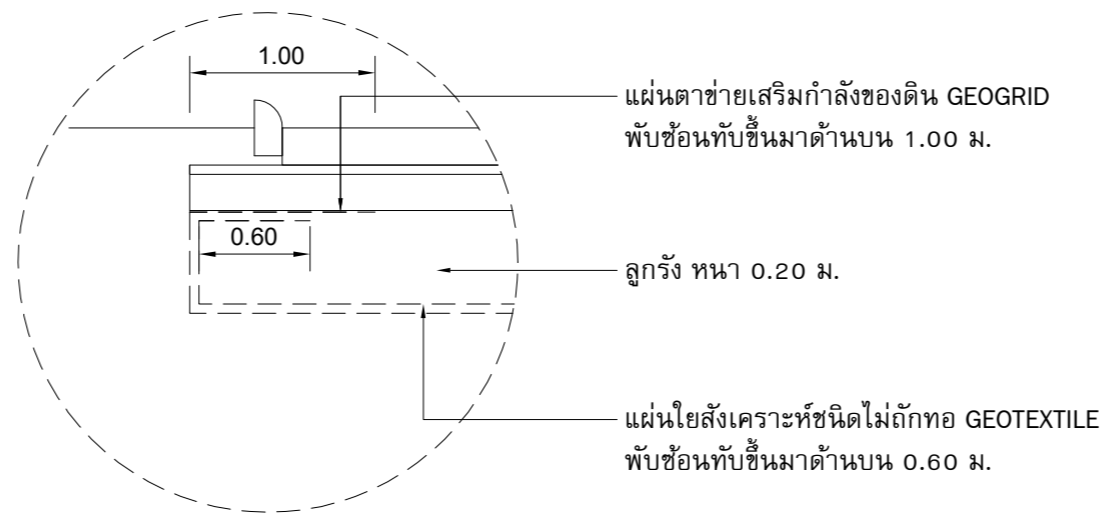 1.00
แผ่นตาข่ายเสริมกำลังของดิน GEOGRID
พับซ้อนทับขึ้นมาด้านบน 1.00 ม.
0.60
ลูกรัง หนา 0.20 ม.
แผ่นใยสังเคราะห์ชนิดไม่ถักทอ GEOTEXTILE
พับซ้อนทับขึ้นมาด้านบน 0.60 ม.